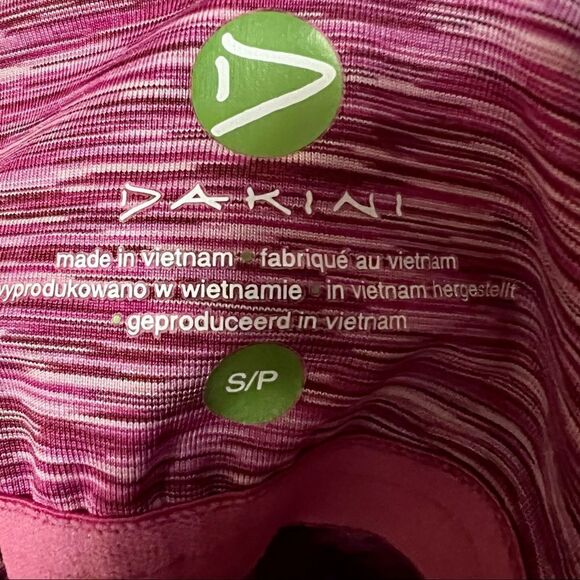 DAKINI
made in vietnam • fabriqué au vietnam
wyprodukowano w wietnamie • in vietnam hergestellt
• geproduceerd in vietnam
S/P